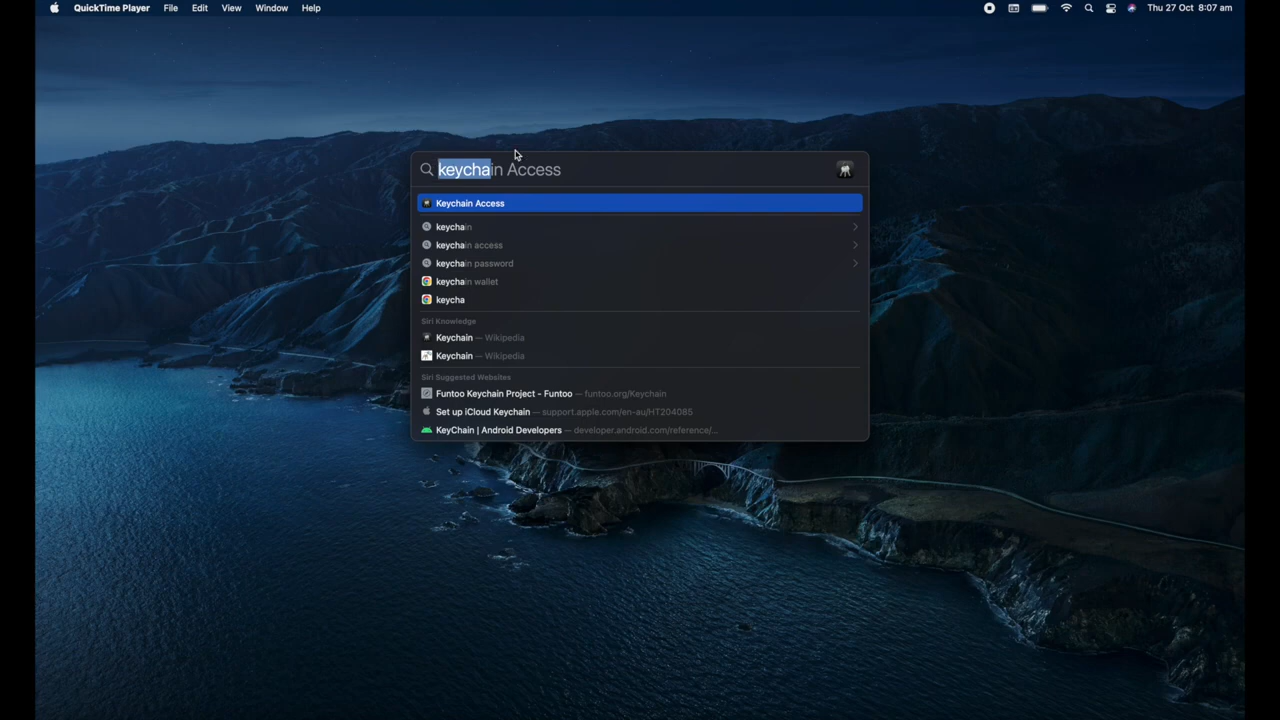 QuickTime Player File Edit View Window Help Thu 27 Oct 8:07 am
keychain Access
Keychain Access
keychain
keychain access
keychain password
keychain wallet
keycha
Siri Knowledge
Keychain — Wikipedia
Keychain — Wikipedia
Siri Suggested Websites
Funtoo Keychain Project - Funtoo — funtoo.org/Keychain
Set up iCloud Keychain — support.apple.com/en-au/HT204085
KeyChain | Android Developers — developer.android.com/reference/...